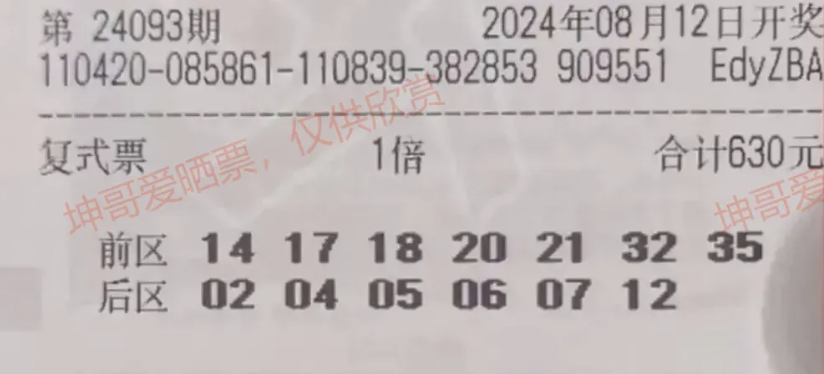 第 24093期 2024年08月12日开奖
110420-085861-110839-382853 909551 EdyZBA
复式票 1倍 合计630元
坤哥爱晒票，仅供欣赏
坤哥爱
前区 14 17 18 20 21 32 35
后区 02 04 05 06 07 12